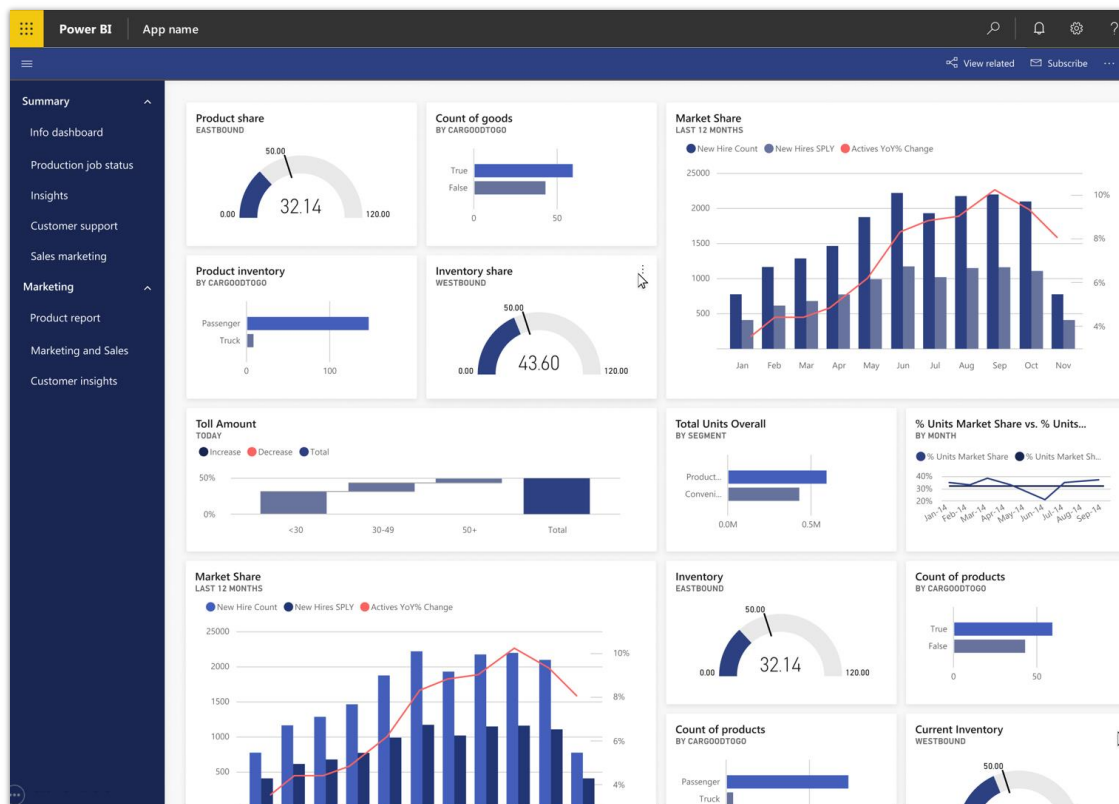 Power BI
App name
?
View related
Subscribe
Summary
Info dashboard
Production job status
Insights
Customer support
Sales marketing
Marketing
Product report
Marketing and Sales
Customer insights
Product share
EASTBOUND
50.00
0.00
32.14
120.00
Count of goods
BY CARGOODTOGO
True
False
0 50
Market Share
LAST 12 MONTHS
New Hire Count New Hires SPLY Actives YoY% Change
25000
2000
1500
1000
500
10%
8%
6%
4%
Jan Feb Mar Apr May Jun Jul Aug Sep Oct Nov
Product inventory
BY CARGOODTOGO
Passenger
Truck
0 100
Inventory share
WESTBOUND
50.00
0.00
43.60
120.00
Toll Amount
TODAY
Increase Decrease Total
50%
0%
<30 30-49 50+ Total
Total Units Overall
BY SEGMENT
Product...
Conveni...
0.0M 0.5M
% Units Market Share vs. % Units...
BY MONTH
% Units Market Share % Units Market Sh...
40%
30%
20%
Jan-14 Feb-14 Mar-14 Apr-14 May-14 Jun-14 Jul-14 Aug-14 Sep-14
Market Share
LAST 12 MONTHS
New Hire Count New Hires SPLY Actives YoY% Change
25000
2000
1500
1000
500
10%
8%
6%
4%
Inventory
EASTBOUND
50.00
0.00
32.14
120.00
Count of products
BY CARGOODTOGO
True
False
0 50
Count of products
BY CARGOODTOGO
Passenger
Truck
Current Inventory
WESTBOUND
50.00